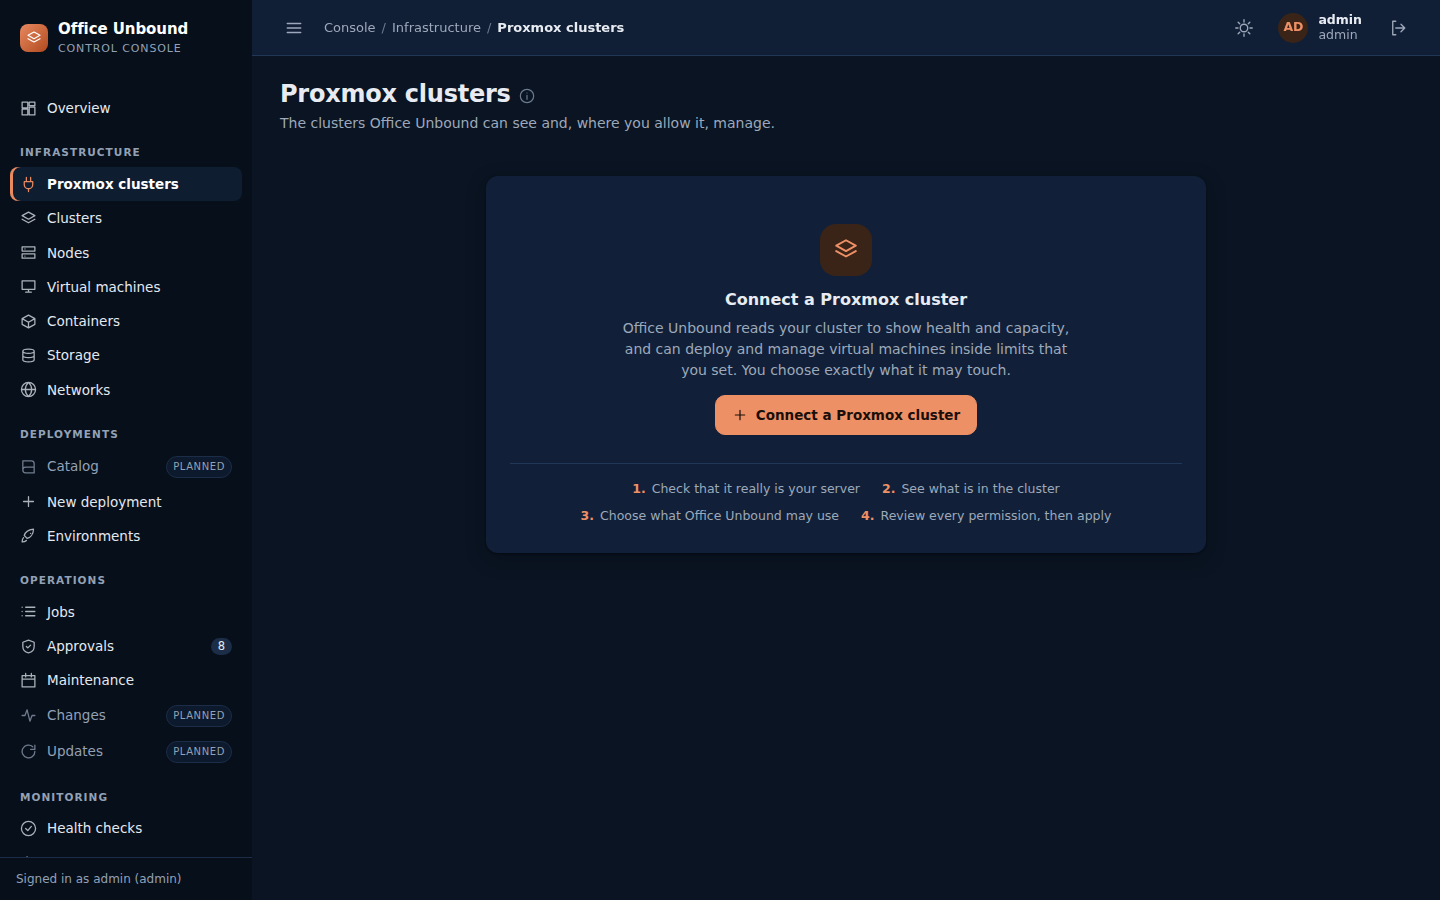 Office Unbound
CONTROL CONSOLE
Overview
INFRASTRUCTURE
Proxmox clusters
Clusters
Nodes
Virtual machines
Containers
Storage
Networks
DEPLOYMENTS
Catalog PLANNED
New deployment
Environments
OPERATIONS
Jobs
Approvals 8
Maintenance
Changes PLANNED
Updates PLANNED
MONITORING
Health checks
Signed in as admin (admin)
Console / Infrastructure / Proxmox clusters
AD
admin
admin
Proxmox clusters
The clusters Office Unbound can see and, where you allow it, manage.
Connect a Proxmox cluster
Office Unbound reads your cluster to show health and capacity,
and can deploy and manage virtual machines inside limits that
you set. You choose exactly what it may touch.
Connect a Proxmox cluster
1. Check that it really is your server 2. See what is in the cluster
3. Choose what Office Unbound may use 4. Review every permission, then apply